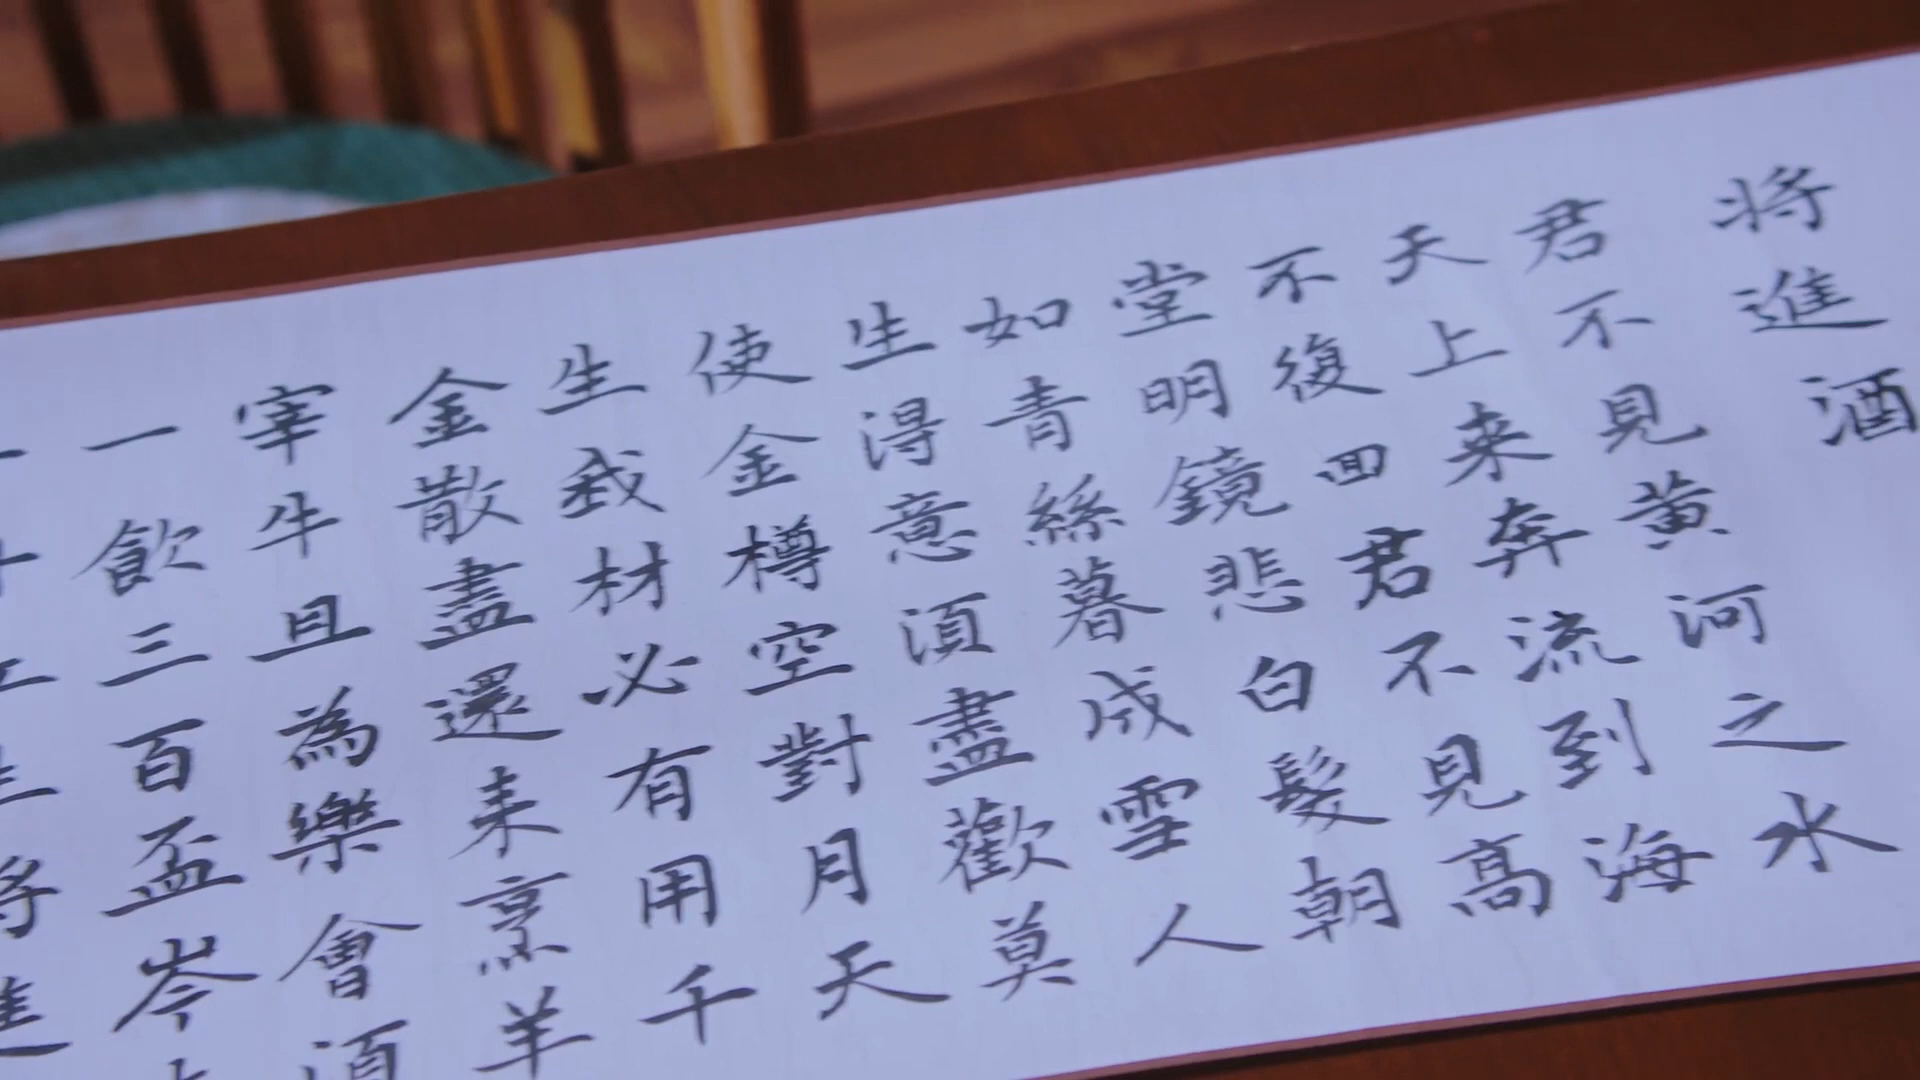 將進酒
君不見黃河之水
天上来奔流到海
不復回君不見高
堂明鏡悲白髮朝
如青絲暮成雪人
生得意須盡歡莫
使金樽空對月天
生我材必有用千
金散盡還来烹羊
宰牛且為樂會須
一飲三百盃岑